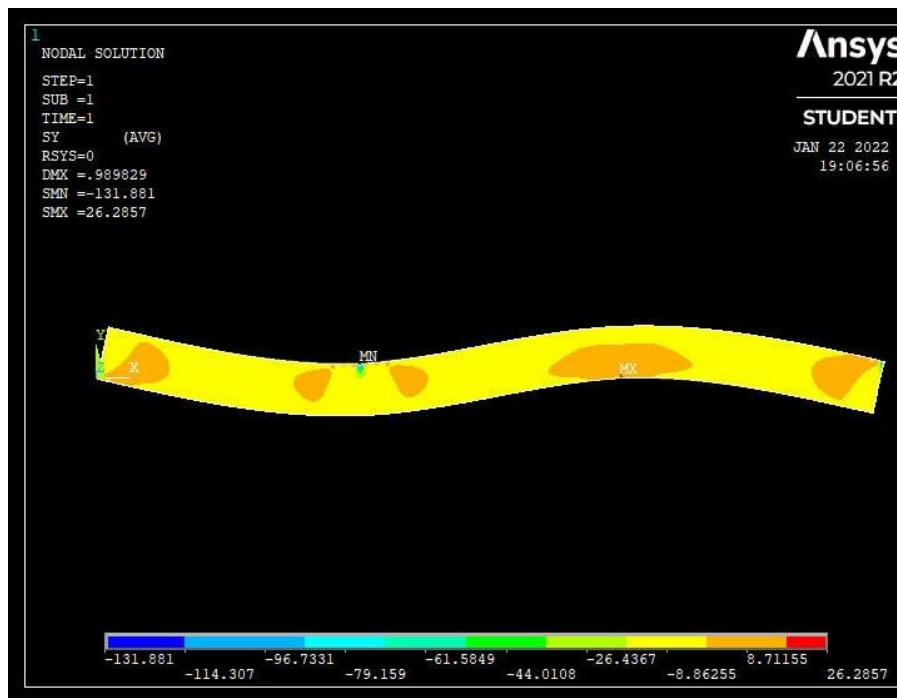 1
NODAL SOLUTION
STEP=1
SUB =1
TIME=1
SY (AVG)
RSYS=0
DMX =.989829
SMN =-131.881
SMX =26.2857
Ansys
2021 R2
STUDENT
JAN 22 2022
19:06:56
Y
MN
Z X
MX
-131.881 -96.7331 -61.5849 -26.4367 8.71155
-114.307 -79.159 -44.0108 -8.86255 26.2857